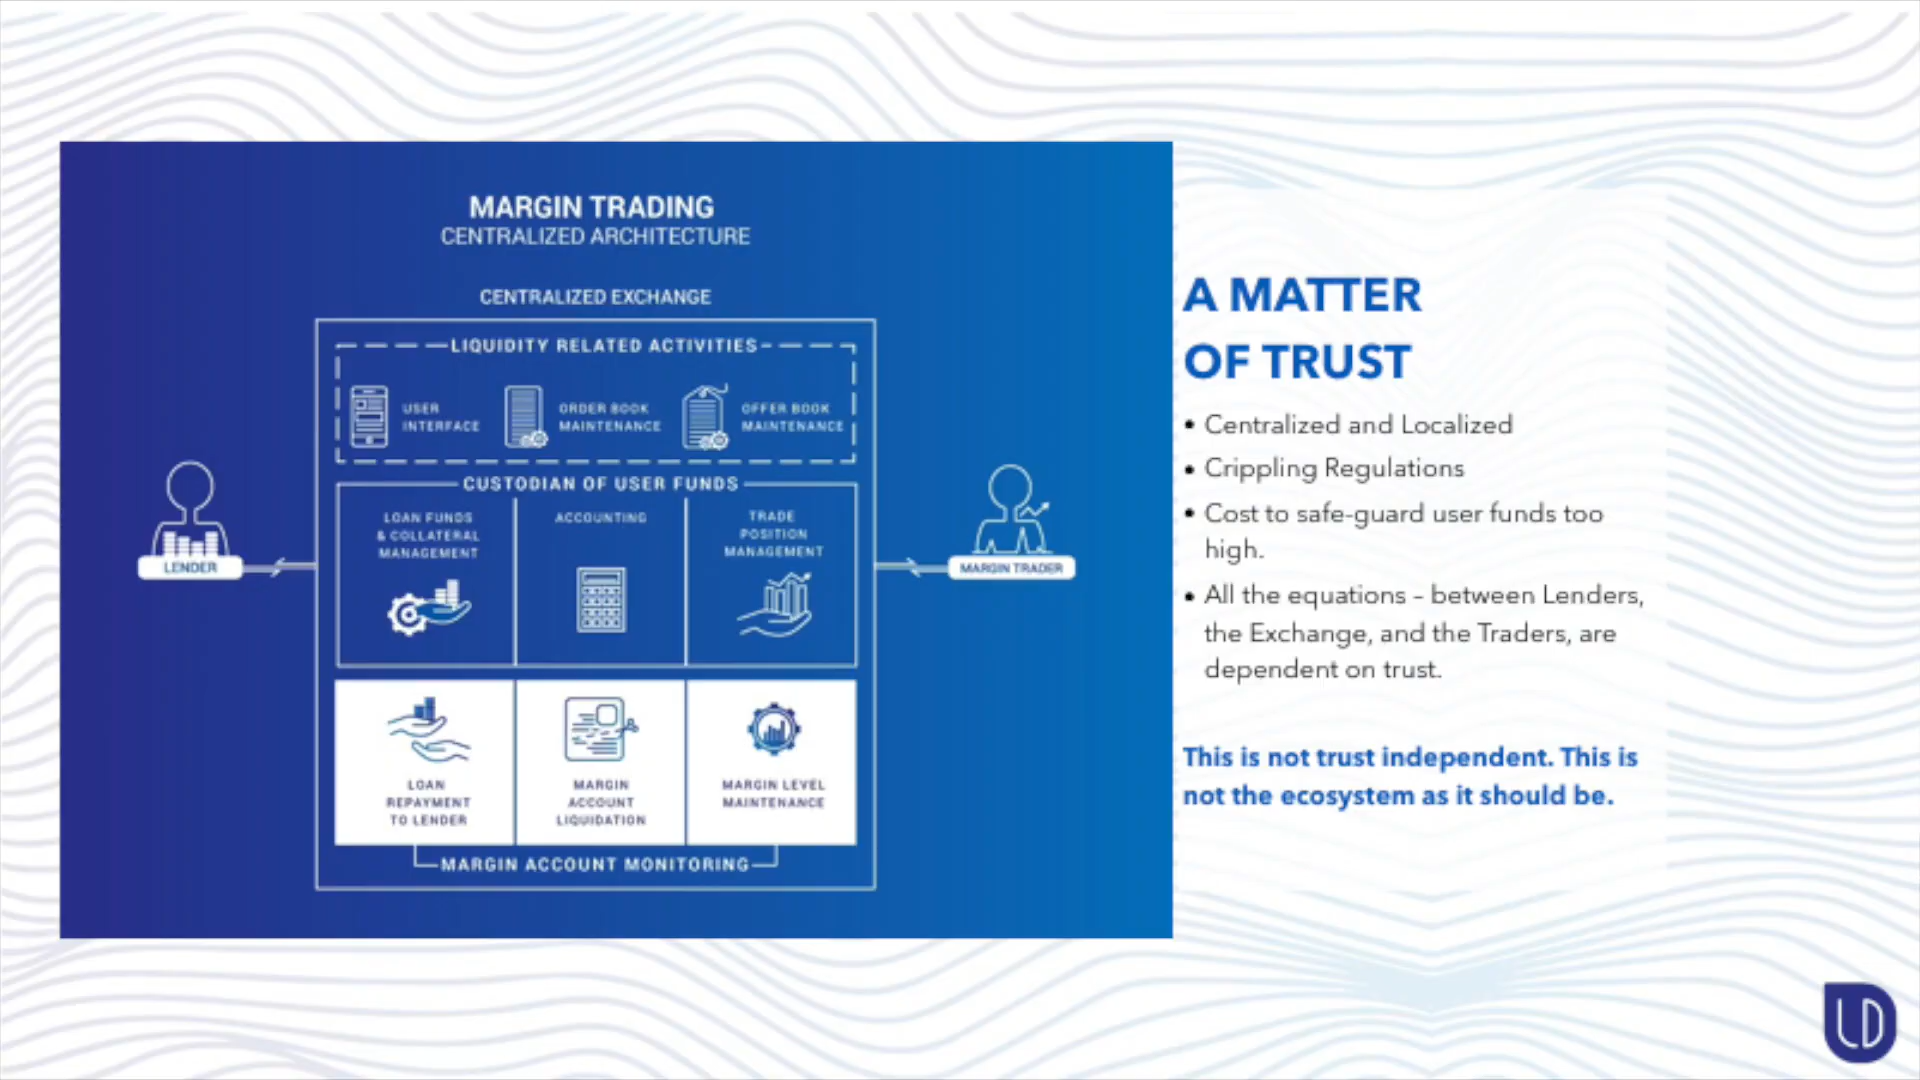 MARGIN TRADING
CENTRALIZED ARCHITECTURE
CENTRALIZED EXCHANGE
LIQUIDITY RELATED ACTIVITIES
USER
INTERFACE
ORDER BOOK
MAINTENANCE
OFFER BOOK
MAINTENANCE
CUSTODIAN OF USER FUNDS
LOAN FUNDS
& COLLATERAL
MANAGEMENT
ACCOUNTING
TRADE
POSITION
MANAGEMENT
LENDER
MARGIN TRADER
LOAN
REPAYMENT
TO LENDER
MARGIN
ACCOUNT
LIQUIDATION
MARGIN LEVEL
MAINTENANCE
MARGIN ACCOUNT MONITORING
A MATTER
OF TRUST
• Centralized and Localized
• Crippling Regulations
• Cost to safe-guard user funds too
high.
• All the equations – between Lenders,
the Exchange, and the Traders, are
dependent on trust.
This is not trust independent. This is
not the ecosystem as it should be.
LD